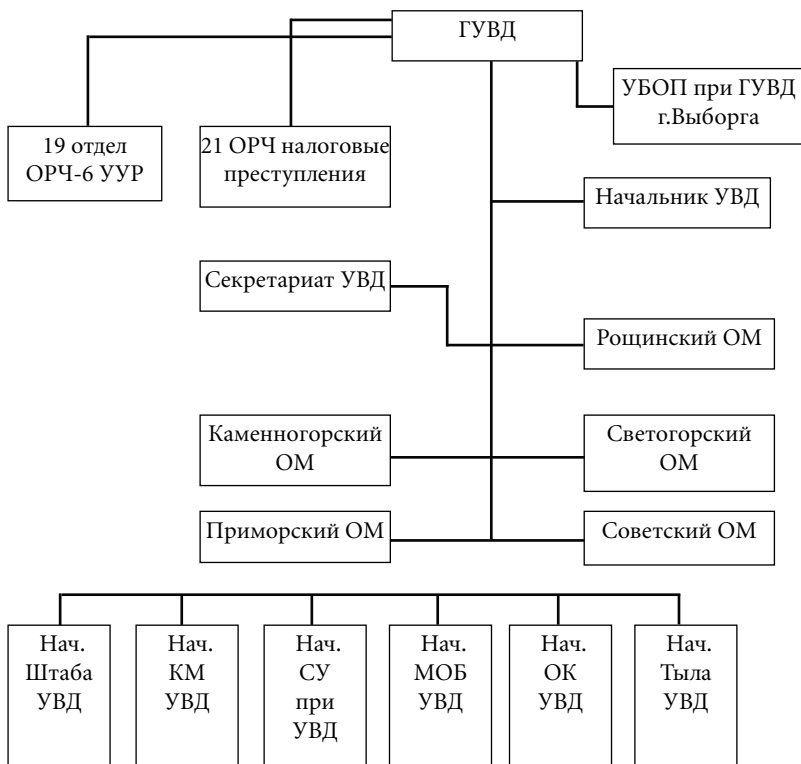 ГУВД
УБОП при ГУВД
г.Выборга
19 отдел
ОРЧ-6 УУР
21 ОРЧ налоговые
преступления
Начальник УВД
Секретариат УВД
Рощинский ОМ
Каменногорский
ОМ
Светогорский
ОМ
Приморский ОМ
Советский ОМ
Нач.
Штаба
УВД
Нач.
КМ
УВД
Нач.
СУ
при
УВД
Нач.
МОБ
УВД
Нач.
ОК
УВД
Нач.
Тыла
УВД